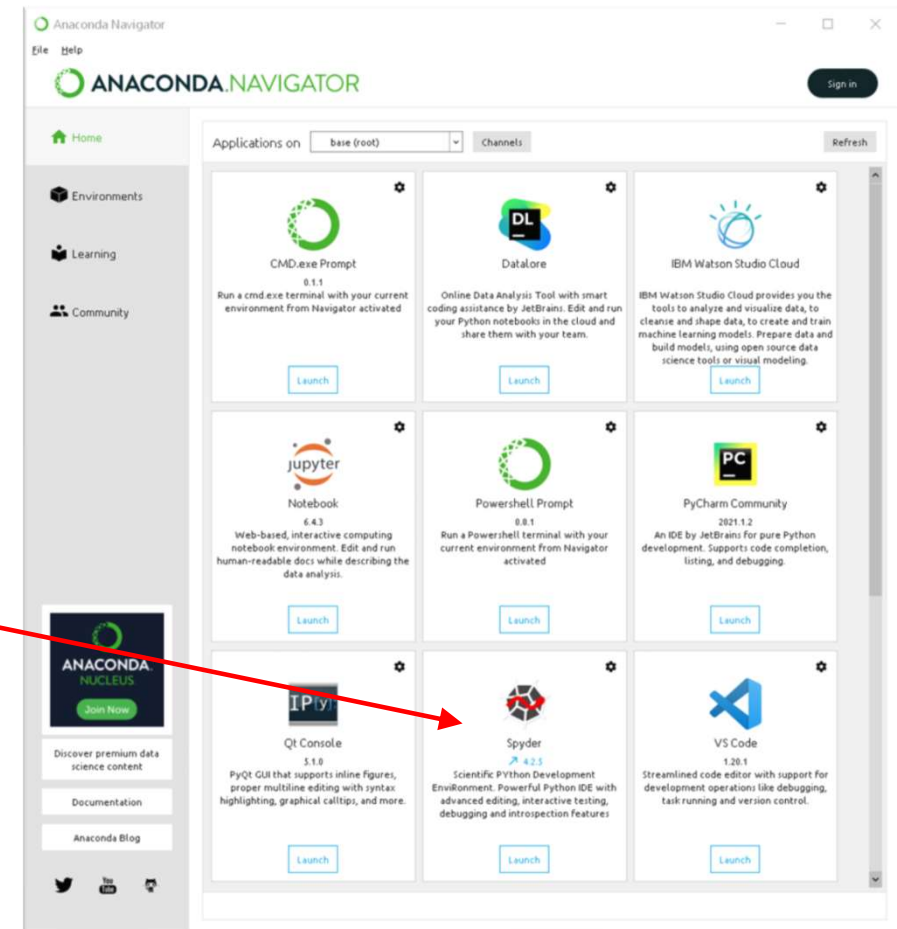 Anaconda Navigator
File Help
ANACONDA.NAVIGATOR
Sign in
Home
Environments
Learning
Community
Applications on base (root) Channels Refresh
CMD.exe Prompt
0.1.1
Run a cmd.exe terminal with your current
environment from Navigator activated
Launch
DL
Datalore
Online Data Analysis Tool with smart
coding assistance by JetBrains. Edit and run
your Python notebooks in the cloud and
share them with your team.
Launch
IBM Watson Studio Cloud
IBM Watson Studio Cloud provides you the
tools to analyze and visualize data, to
cleanse and shape data, to create and train
machine learning models. Prepare data and
build models, using open source data
science tools or visual modeling.
Launch
jupyter
Notebook
6.4.3
Web-based, interactive computing
notebook environment. Edit and run
human-readable docs while describing the
data analysis.
Launch
Powershell Prompt
0.0.1
Run a Powershell terminal with your
current environment from Navigator
activated
Launch
PC
PyCharm Community
2021.1.2
An IDE by JetBrains for pure Python
development. Supports code completion,
listing, and debugging.
Launch
IP[y]:
Qt Console
5.1.0
PyQt GUI that supports inline figures,
proper multiline editing with syntax
highlighting, graphical calltips, and more.
Launch
Spyder
4.2.5
Scientific PYthon Development
EnviRonment. Powerful Python IDE with
advanced editing, interactive testing,
debugging and introspection features
Launch
VS Code
1.20.1
Streamlined code editor with support for
development operations like debugging,
task running and version control.
Launch
ANACONDA.
NUCLEUS
Join Now
Discover premium data
science content
Documentation
Anaconda Blog
You
Tube